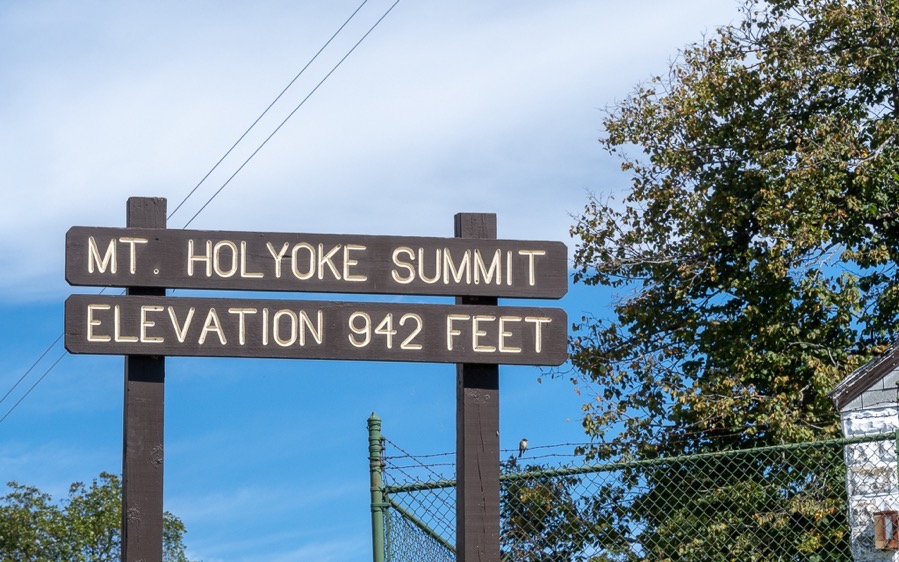 MT. HOLYOKE SUMMIT
ELEVATION 942 FEET